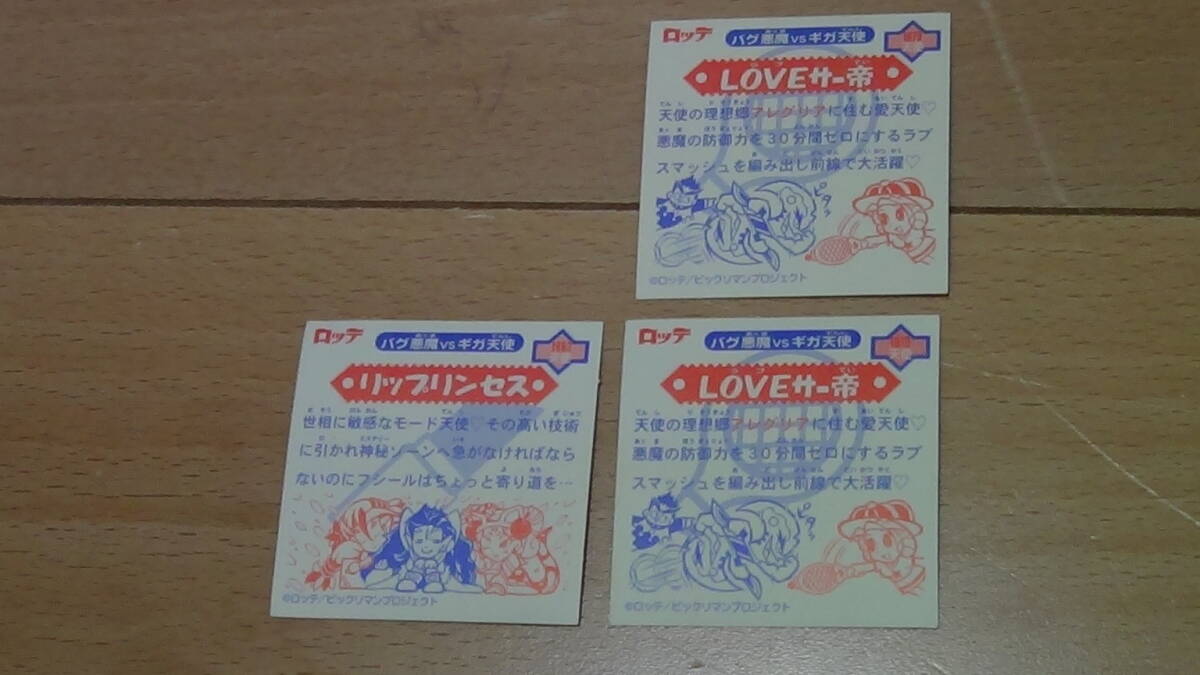 ロッテ
バグ悪魔vsギガ天使
LOVEサー帝
天使の理想郷アレグリアに住む愛天使♡
悪魔の防御力を30分間ゼロにするラブ
スマッシュを編み出し前線で大活躍♡
ピタッ
©ロッテ/ビックリマンプロジェクト
ロッテ
バグ悪魔vsギガ天使
リップリンセス
世相に敏感なモード天使♡その高い技術
に引かれ神秘ゾーンへ急がなければなら
ないのにフシールはちょっと寄り道を…
©ロッテ/ビックリマンプロジェクト
ロッテ
バグ悪魔vsギガ天使
LOVEサー帝
天使の理想郷アレグリアに住む愛天使♡
悪魔の防御力を30分間ゼロにするラブ
スマッシュを編み出し前線で大活躍♡
ピタッ
©ロッテ/ビックリマンプロジェクト